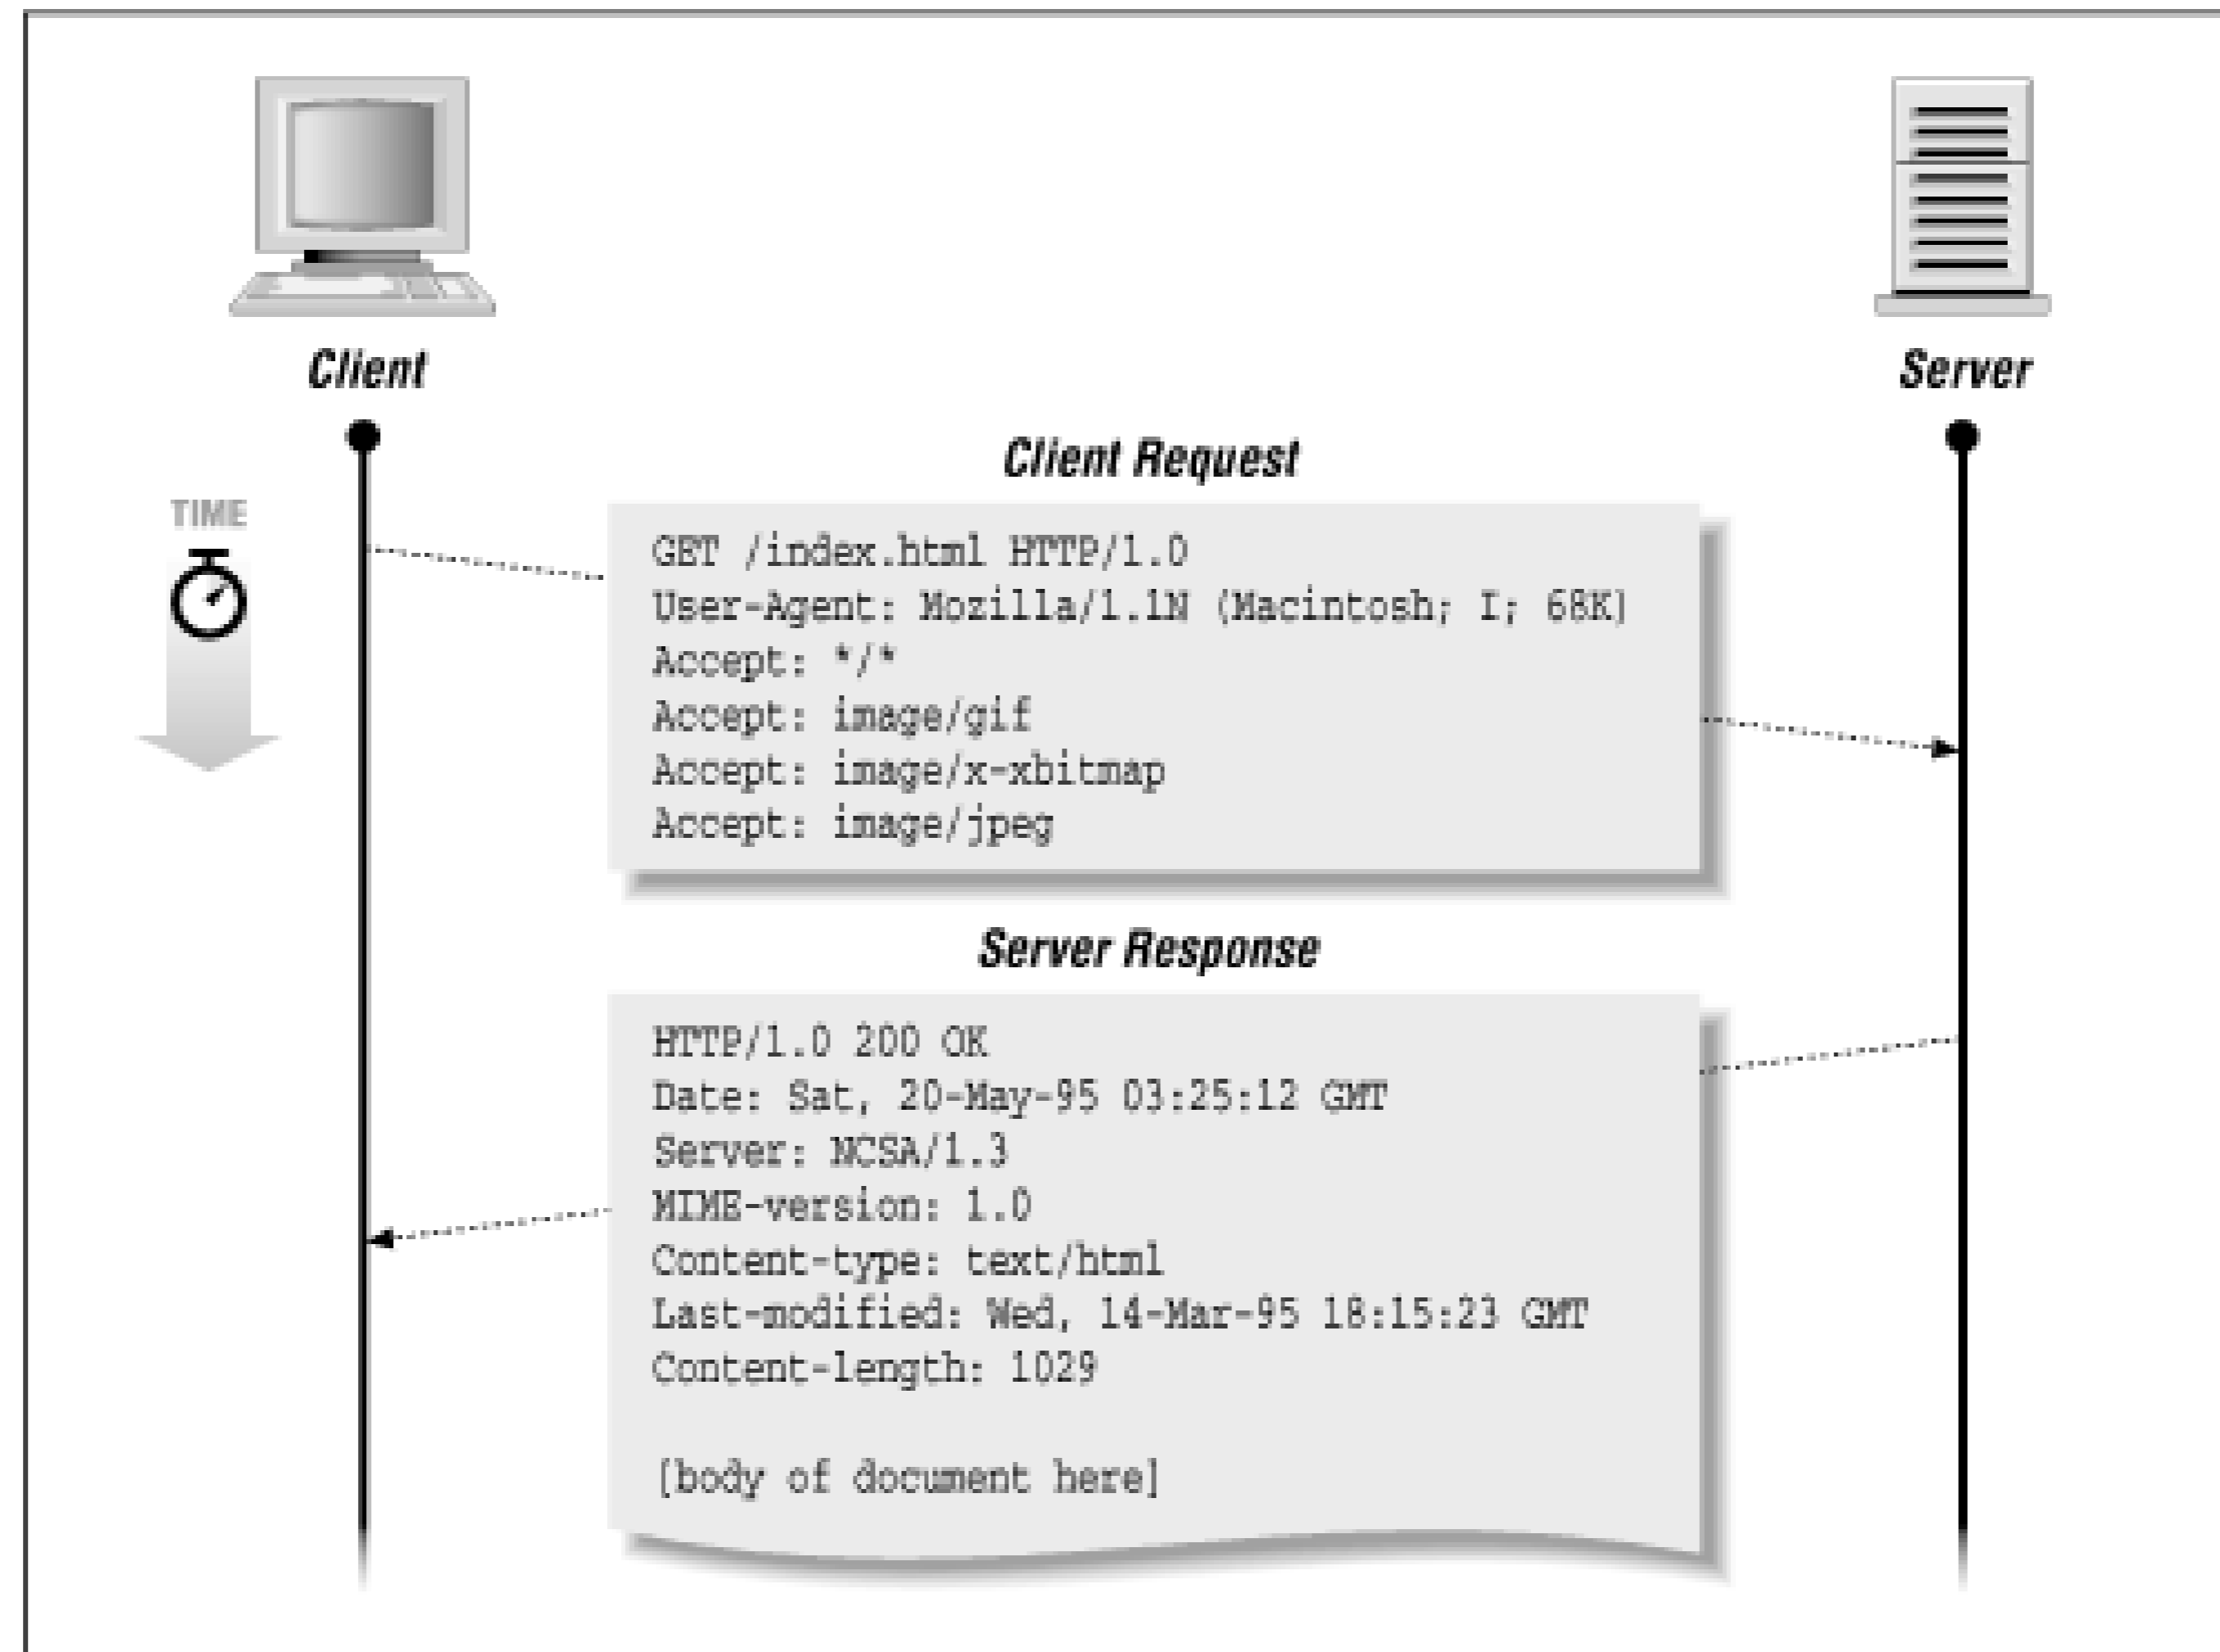 Client
Server
Client Request
TIME
GET /index.html HTTP/1.0
User-Agent: Mozilla/1.1N (Macintosh; I; 68K)
Accept: */*
Accept: image/gif
Accept: image/x-xbitmap
Accept: image/jpeg
Server Response
HTTP/1.0 200 OK
Date: Sat, 20-May-95 03:25:12 GMT
Server: NCSA/1.3
MIME-version: 1.0
Content-type: text/html
Last-modified: Wed, 14-Mar-95 18:15:23 GMT
Content-length: 1029
[body of document here]